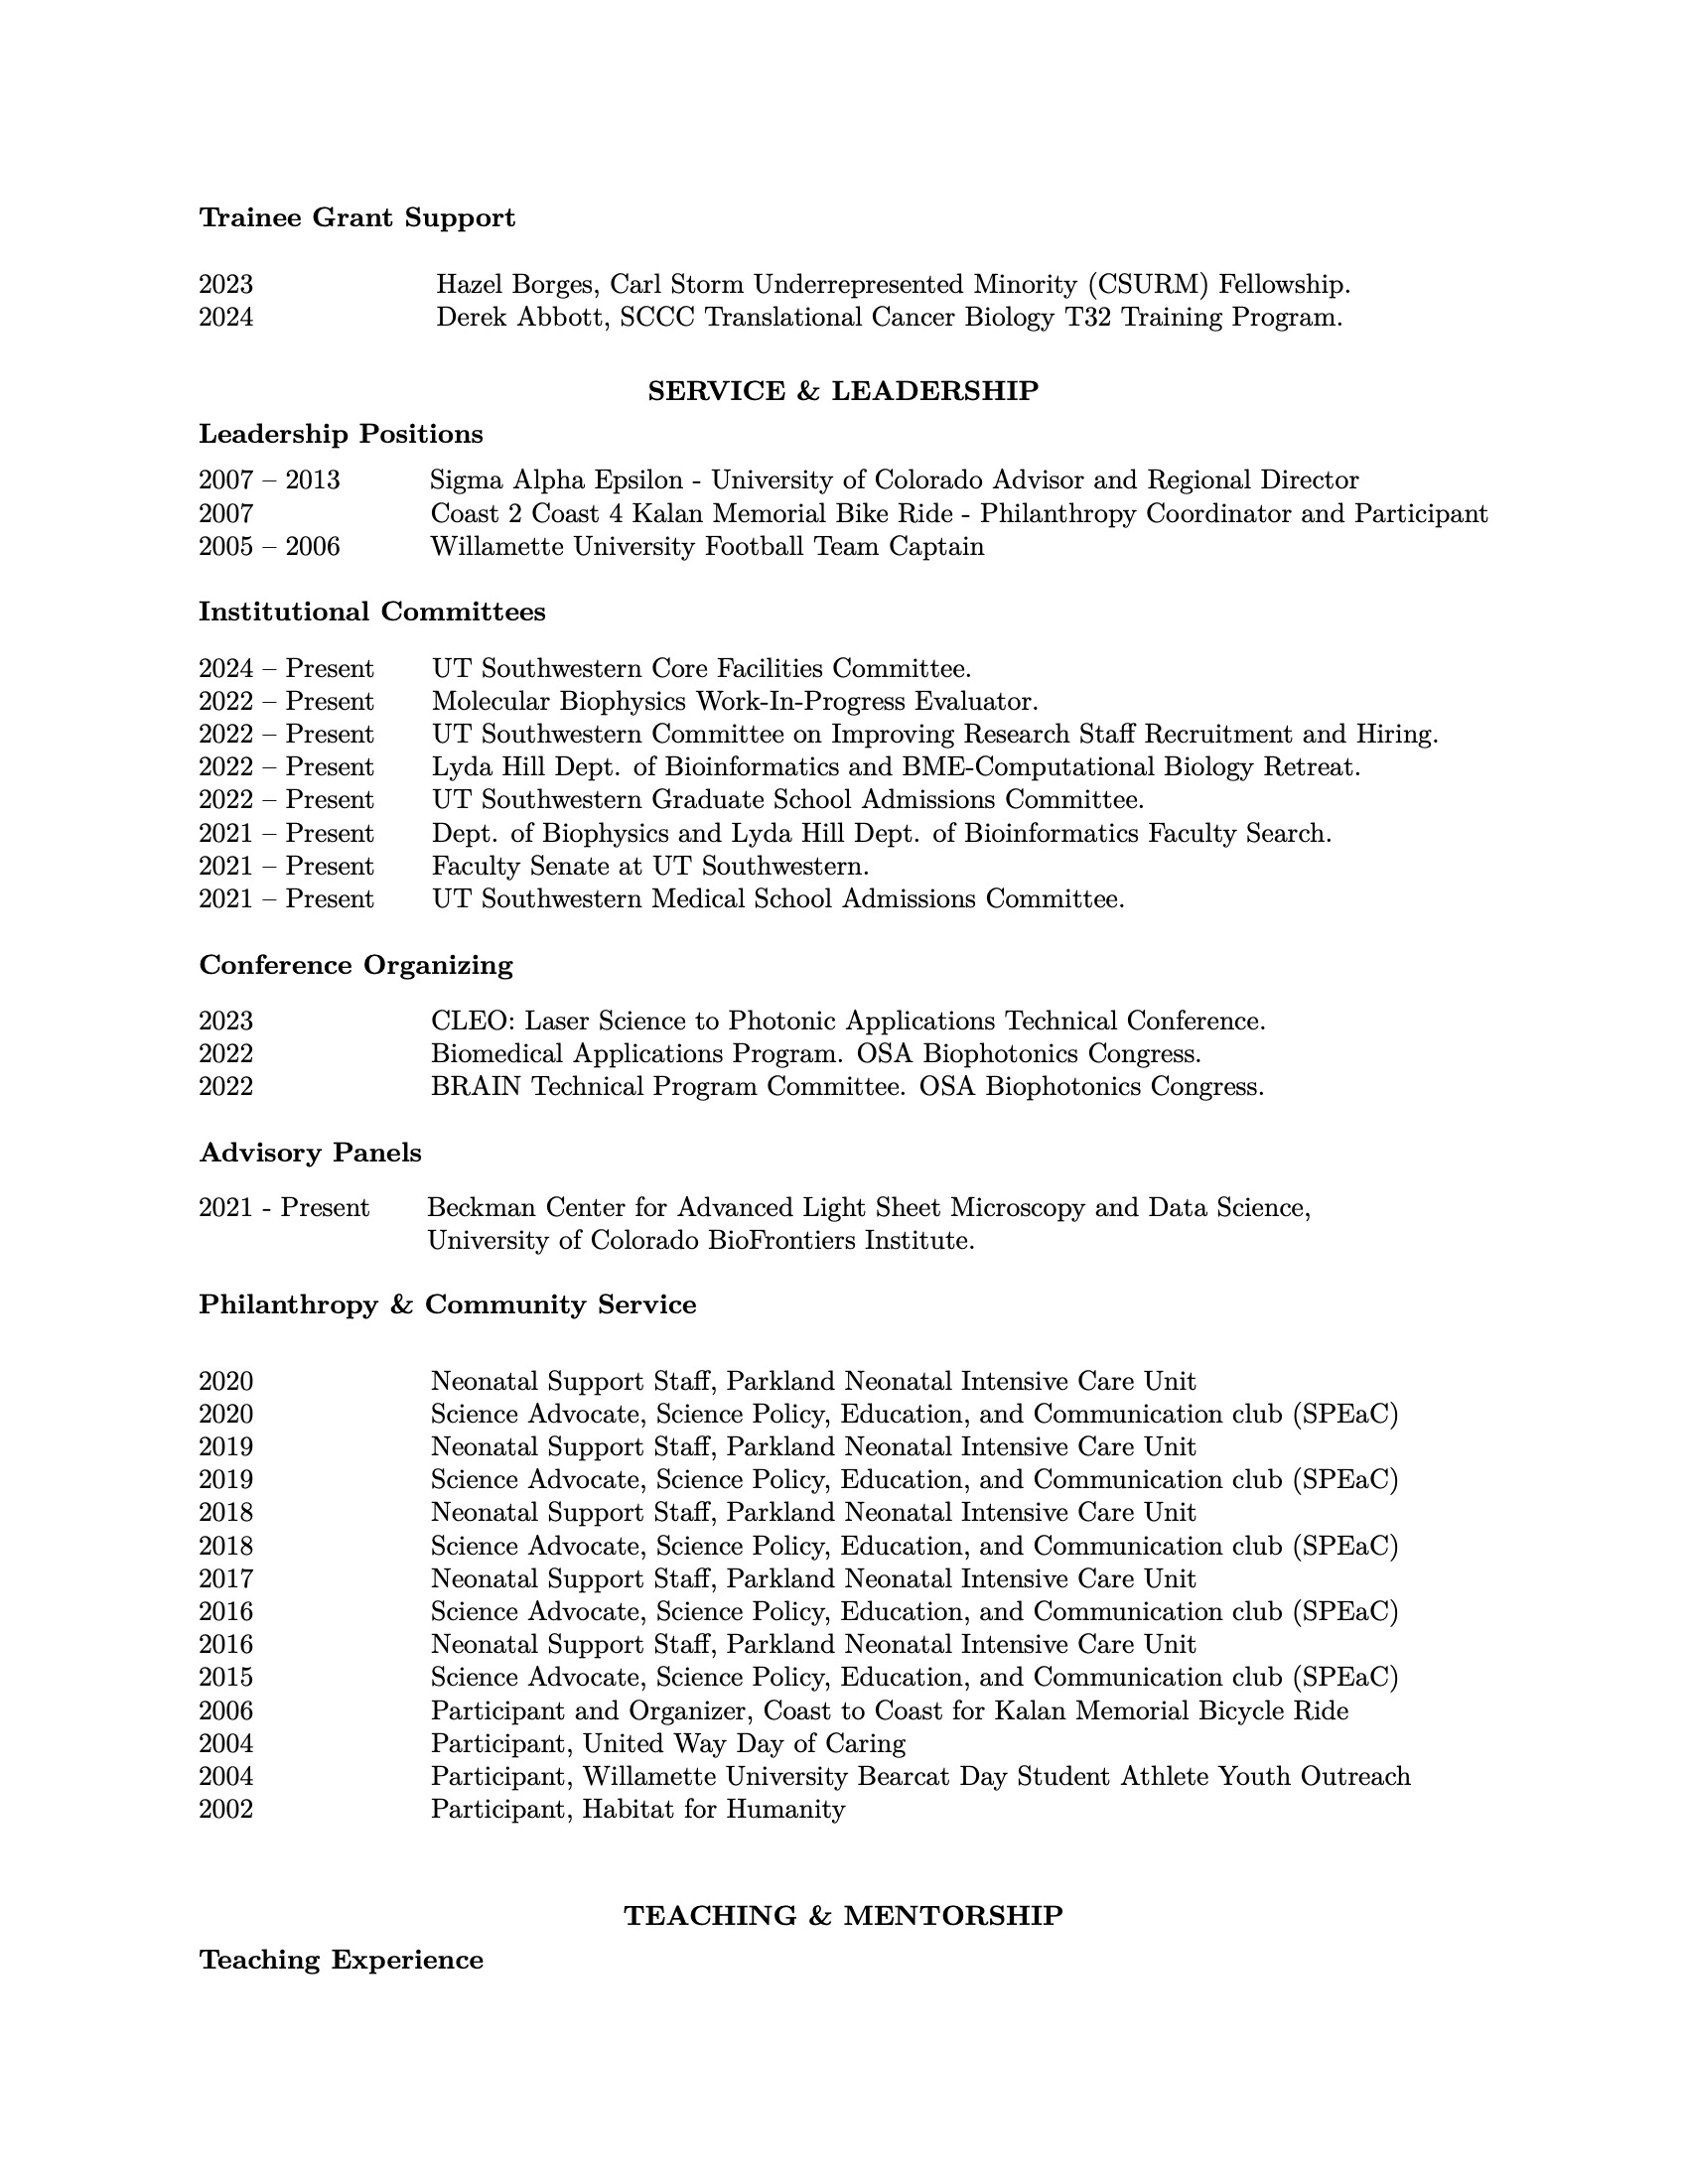 Trainee Grant Support
2023 Hazel Borges, Carl Storm Underrepresented Minority (CSURM) Fellowship.
2024 Derek Abbott, SCCC Translational Cancer Biology T32 Training Program.
SERVICE & LEADERSHIP
Leadership Positions
2007 – 2013 Sigma Alpha Epsilon - University of Colorado Advisor and Regional Director
2007 Coast 2 Coast 4 Kalan Memorial Bike Ride - Philanthropy Coordinator and Participant
2005 – 2006 Willamette University Football Team Captain
Institutional Committees
2024 – Present UT Southwestern Core Facilities Committee.
2022 – Present Molecular Biophysics Work-In-Progress Evaluator.
2022 – Present UT Southwestern Committee on Improving Research Staff Recruitment and Hiring.
2022 – Present Lyda Hill Dept. of Bioinformatics and BME-Computational Biology Retreat.
2022 – Present UT Southwestern Graduate School Admissions Committee.
2021 – Present Dept. of Biophysics and Lyda Hill Dept. of Bioinformatics Faculty Search.
2021 – Present Faculty Senate at UT Southwestern.
2021 – Present UT Southwestern Medical School Admissions Committee.
Conference Organizing
2023 CLEO: Laser Science to Photonic Applications Technical Conference.
2022 Biomedical Applications Program. OSA Biophotonics Congress.
2022 BRAIN Technical Program Committee. OSA Biophotonics Congress.
Advisory Panels
2021 - Present Beckman Center for Advanced Light Sheet Microscopy and Data Science,
University of Colorado BioFrontiers Institute.
Philanthropy & Community Service
2020 Neonatal Support Staff, Parkland Neonatal Intensive Care Unit
2020 Science Advocate, Science Policy, Education, and Communication club (SPEaC)
2019 Neonatal Support Staff, Parkland Neonatal Intensive Care Unit
2019 Science Advocate, Science Policy, Education, and Communication club (SPEaC)
2018 Neonatal Support Staff, Parkland Neonatal Intensive Care Unit
2018 Science Advocate, Science Policy, Education, and Communication club (SPEaC)
2017 Neonatal Support Staff, Parkland Neonatal Intensive Care Unit
2016 Science Advocate, Science Policy, Education, and Communication club (SPEaC)
2016 Neonatal Support Staff, Parkland Neonatal Intensive Care Unit
2015 Science Advocate, Science Policy, Education, and Communication club (SPEaC)
2006 Participant and Organizer, Coast to Coast for Kalan Memorial Bicycle Ride
2004 Participant, United Way Day of Caring
2004 Participant, Willamette University Bearcat Day Student Athlete Youth Outreach
2002 Participant, Habitat for Humanity
TEACHING & MENTORSHIP
Teaching Experience